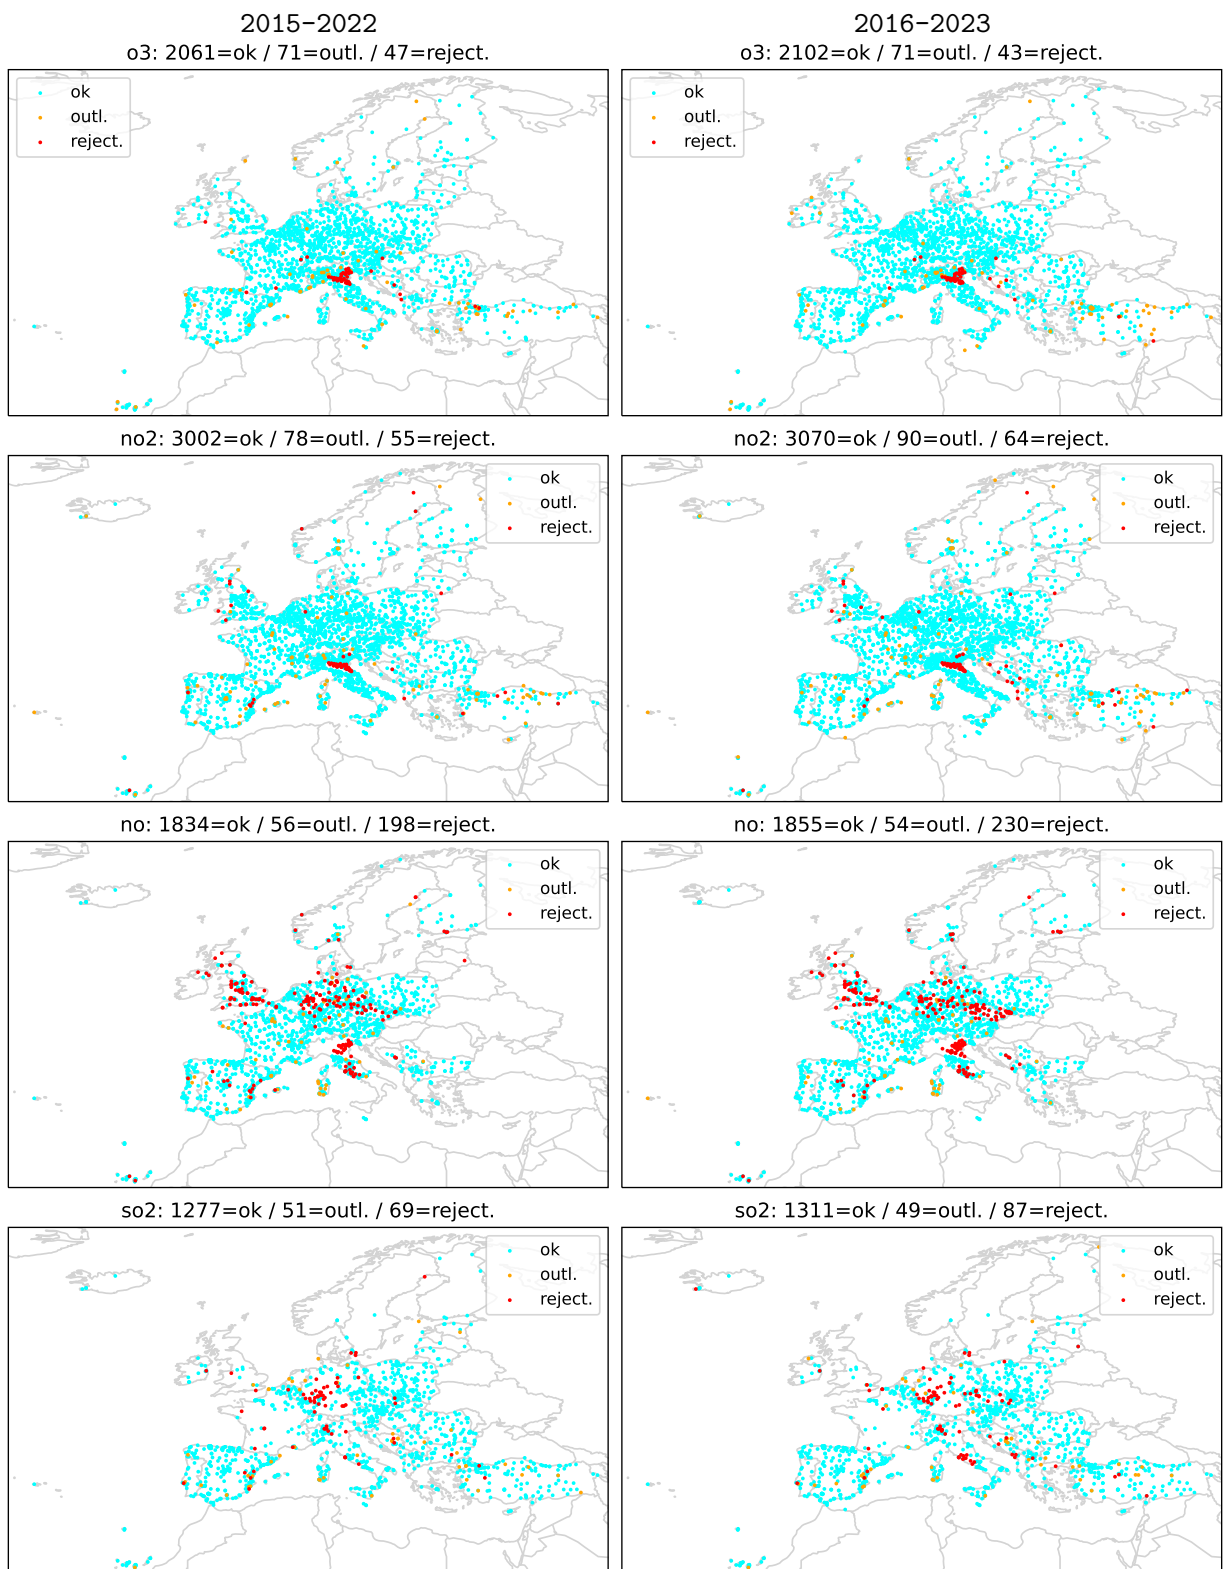 2015-2022
2016-2023
o3: 2061=ok / 71=outl. / 47=reject.
o3: 2102=ok / 71=outl. / 43=reject.
ok
outl.
reject.
ok
outl.
reject.
no2: 3002=ok / 78=outl. / 55=reject.
no2: 3070=ok / 90=outl. / 64=reject.
ok
outl.
reject.
ok
outl.
reject.
no: 1834=ok / 56=outl. / 198=reject.
no: 1855=ok / 54=outl. / 230=reject.
ok
outl.
reject.
ok
outl.
reject.
so2: 1277=ok / 51=outl. / 69=reject.
so2: 1311=ok / 49=outl. / 87=reject.
ok
outl.
reject.
ok
outl.
reject.